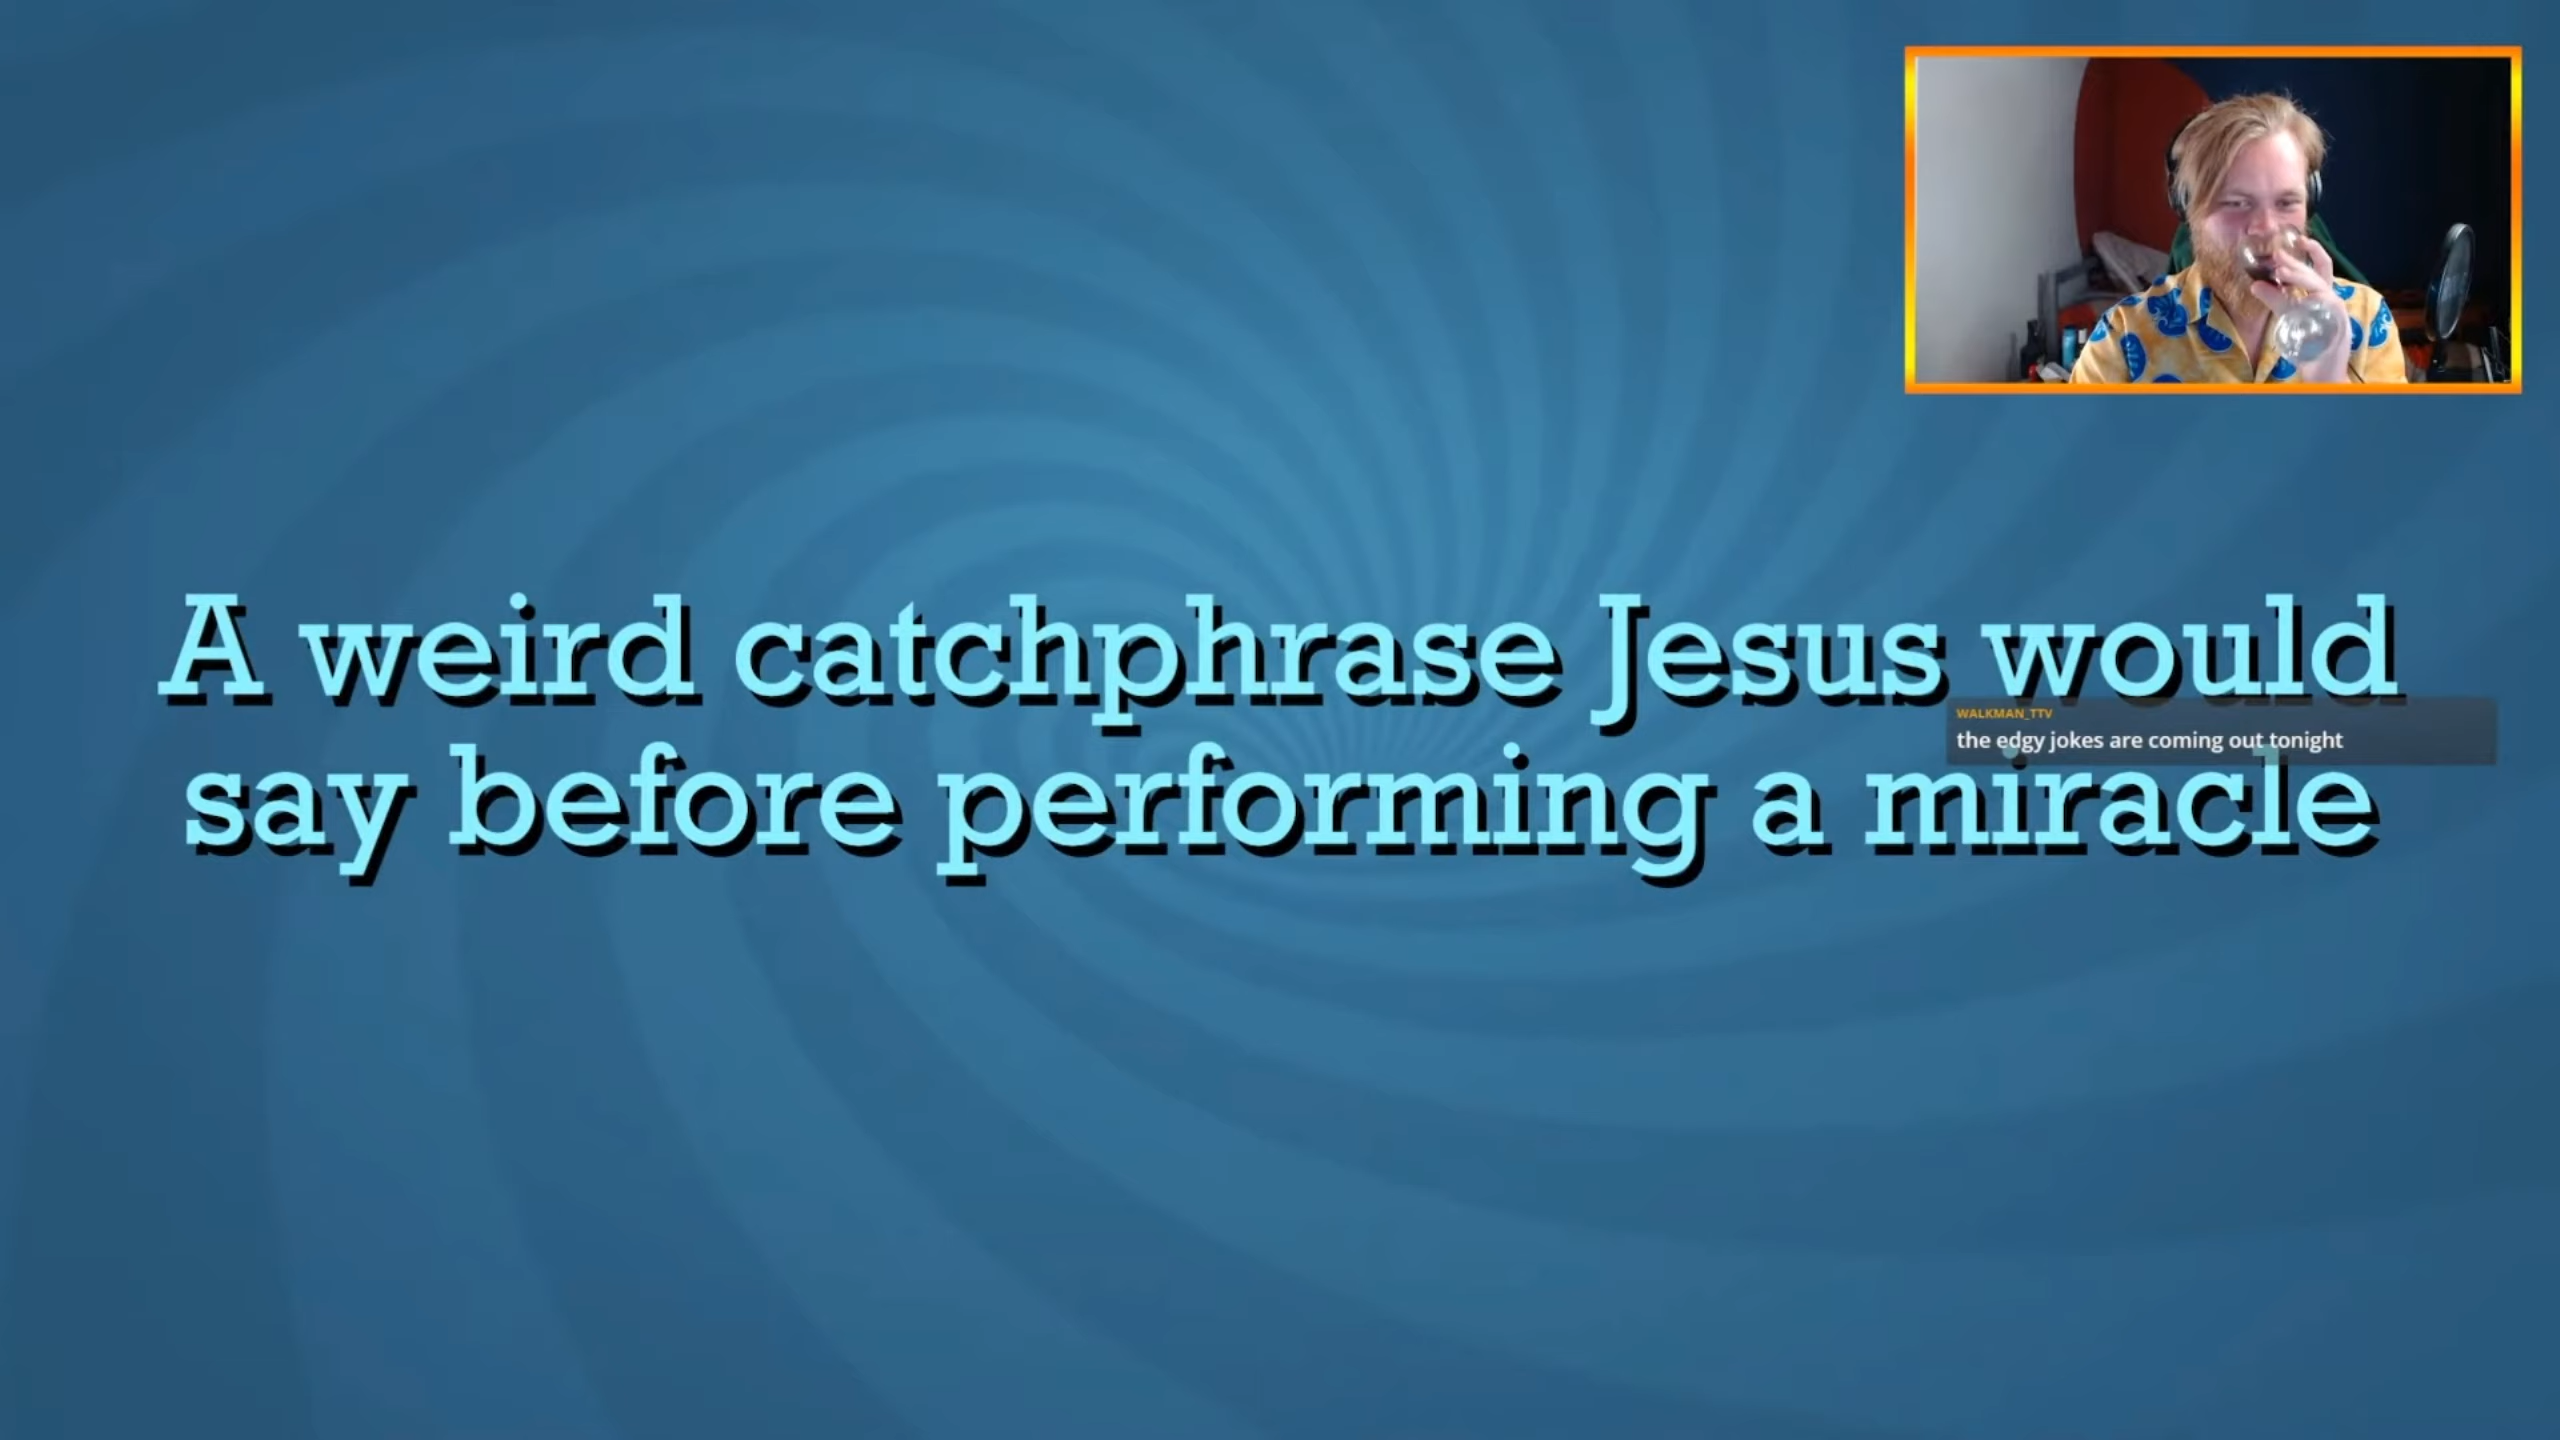 A weird catchphrase Jesus would
WALKMAN_TTV
the edgy jokes are coming out tonight
say before performing a miracle